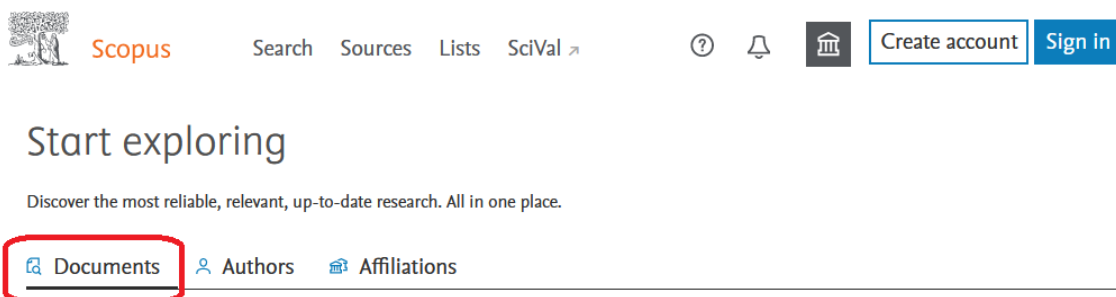 Scopus Search Sources Lists SciVal Create account Sign in
Start exploring
Discover the most reliable, relevant, up-to-date research. All in one place.
Documents Authors Affiliations